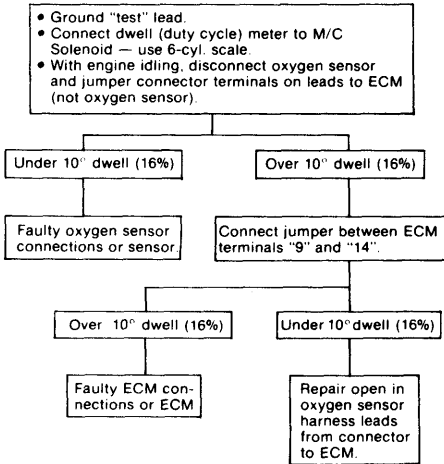 • Ground “test” lead.
• Connect dwell (duty cycle) meter to M/C
Solenoid — use 6-cyl. scale.
• With engine idling, disconnect oxygen sensor
and jumper connector terminals on leads to ECM
(not oxygen sensor).
Under 10° dwell (16%)
Over 10° dwell (16%)
Faulty oxygen sensor
connections or sensor.
Connect jumper between ECM
terminals “9” and “14”.
Over 10° dwell (16%)
Under 10° dwell (16%)
Faulty ECM con-
nections or ECM
Repair open in
oxygen sensor
harness leads
from connector
to ECM.